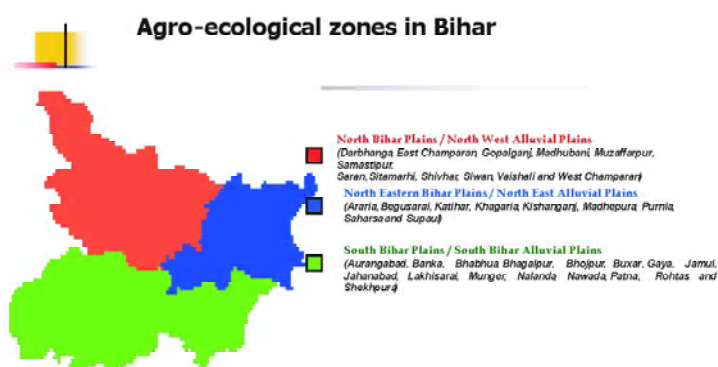 Agro-ecological zones in Bihar
North Bihar Plains / North West Alluvial Plains
(Darbhanga, East Champaran, Gopalganj, Madhubani, Muzaffarpur,
Samastipur,
Saran, Sitamarhi, Shivhar, Siwan, Vaishali and West Champaran)
North Eastern Bihar Plains / North East Alluvial Plains
(Araria, Begusarai, Katihar, Khagaria, Kishanganj, Madhepura, Purnia,
Saharsa and Supaul)
South Bihar Plains / South Bihar Alluvial Plains
(Aurangabad, Banka, Bhabhua Bhagalpur, Bhojpur, Buxar, Gaya, Jamui,
Jahanabad, Lakhisarai, Munger, Nalanda, Nawada, Patna, Rohtas and
Shekhpura)